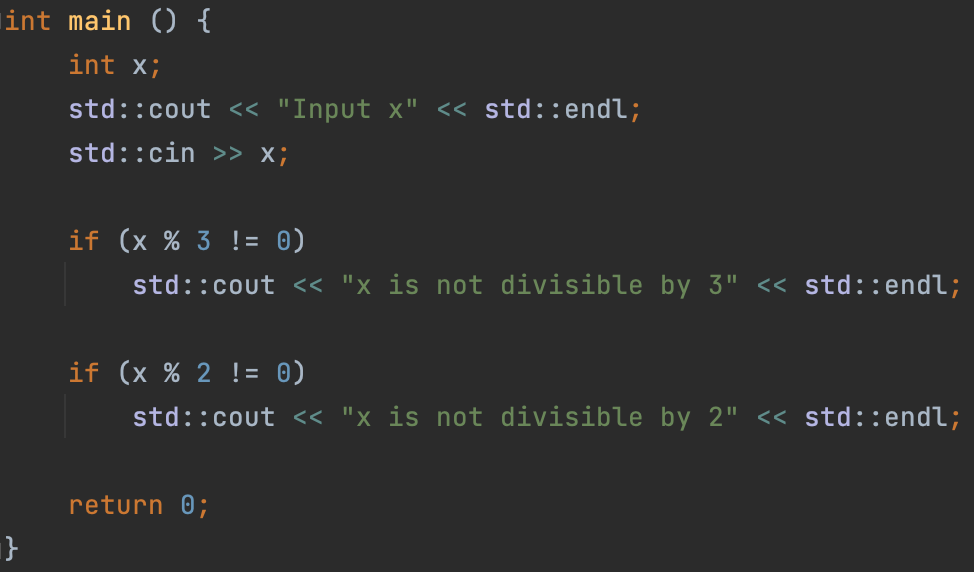 int main () {
    int x;
    std::cout << "Input x" << std::endl;
    std::cin >> x;

    if (x % 3 != 0)
        std::cout << "x is not divisible by 3" << std::endl;

    if (x % 2 != 0)
        std::cout << "x is not divisible by 2" << std::endl;

    return 0;
}